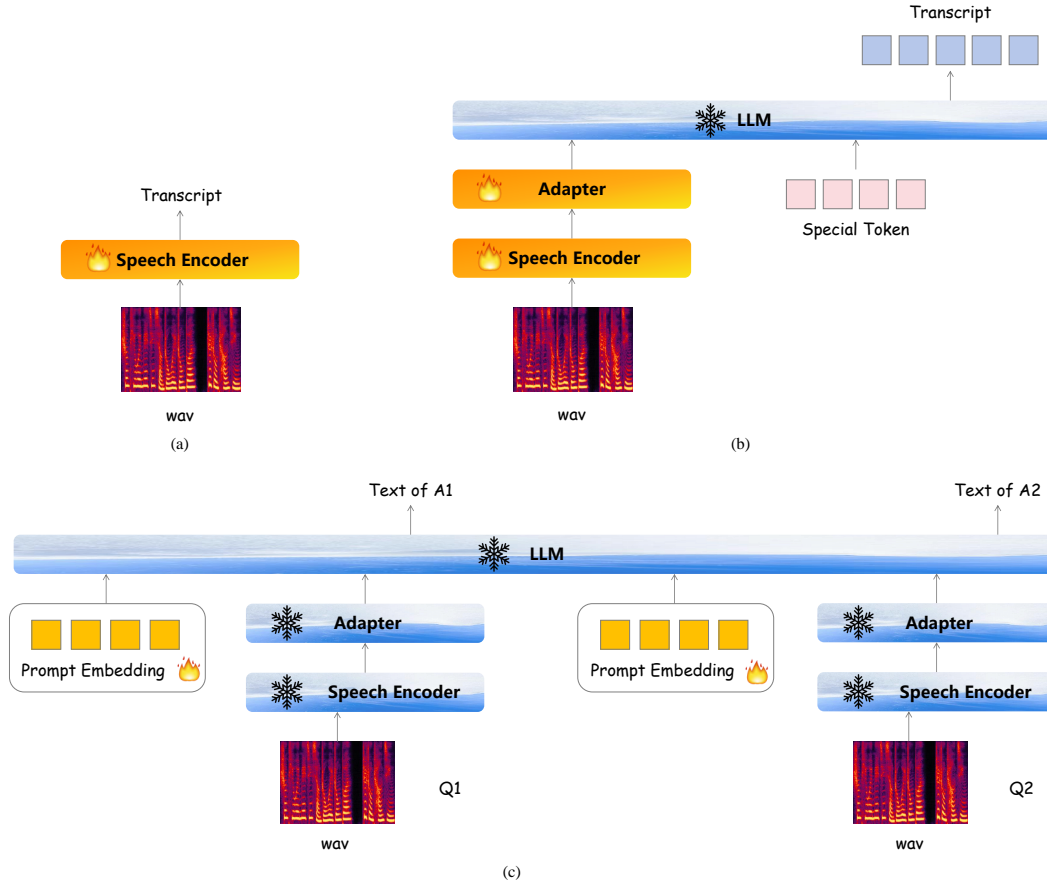 Transcript
LLM
Adapter
Special Token
Speech Encoder
wav
(b)
Transcript
Speech Encoder
wav
(a)
Text of A1
Text of A2
LLM
Prompt Embedding
Adapter
Speech Encoder
Q1
wav
Prompt Embedding
Adapter
Speech Encoder
Q2
wav
(c)